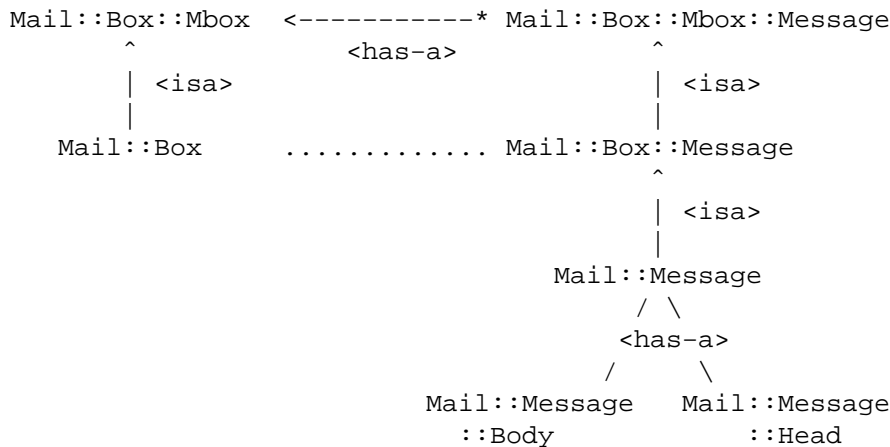 Mail::Box::Mbox <-----------* Mail::Box::Mbox::Message
^ <has-a> ^
| <isa> | <isa>
| |
Mail::Box ............. Mail::Box::Message
^
| <isa>
|
Mail::Message
/ \
<has-a>
/ \
Mail::Message Mail::Message
::Body ::Head